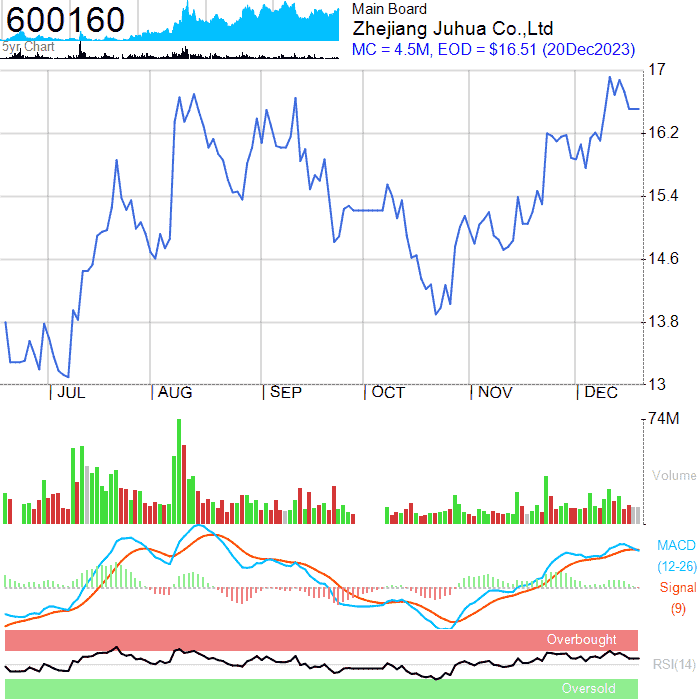 600160
5yr Chart
Main Board
Zhejiang Juhua Co.,Ltd
MC = 4.5M, EOD = $16.51 (20Dec2023)
17
16.2
15.4
14.6
13.8
13
JUL AUG SEP OCT NOV DEC
74M
Volume
MACD
(12-26)
Signal
(9)
Overbought
RSI(14)
Oversold